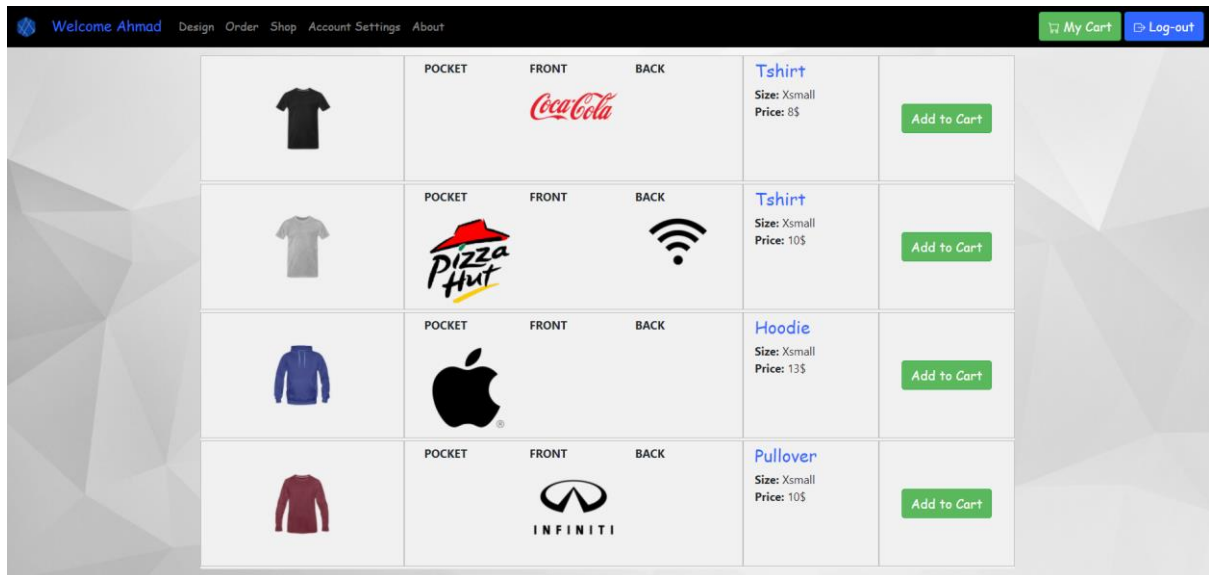 Welcome Ahmad Design Order Shop Account Settings About My Cart Log-out
POCKET FRONT BACK Tshirt
Coca-Cola
Size: Xsmall
Price: 8$
Add to Cart
POCKET FRONT BACK Tshirt
Pizza
Hut
Size: Xsmall
Price: 10$
Add to Cart
POCKET FRONT BACK Hoodie
®
Size: Xsmall
Price: 13$
Add to Cart
POCKET FRONT BACK Pullover
INFINITI
Size: Xsmall
Price: 10$
Add to Cart